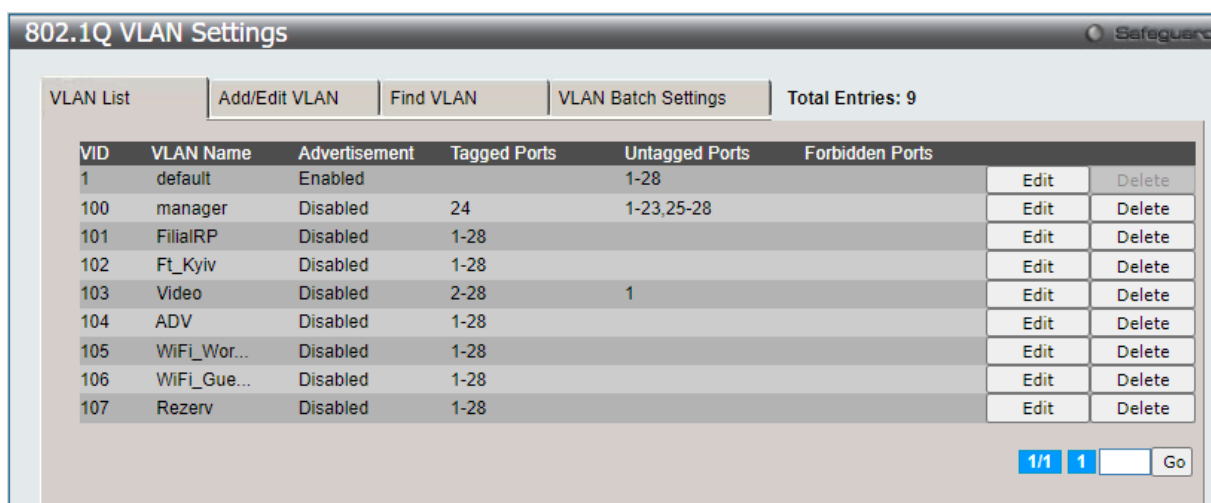 802.1Q VLAN Settings Safeguard
VLAN List Add/Edit VLAN Find VLAN VLAN Batch Settings Total Entries: 9
VID VLAN Name Advertisement Tagged Ports Untagged Ports Forbidden Ports
1 default Enabled 1-28 Edit Delete
100 manager Disabled 24 1-23,25-28 Edit Delete
101 FilialRP Disabled 1-28 Edit Delete
102 Ft_Kyiv Disabled 1-28 Edit Delete
103 Video Disabled 2-28 1 Edit Delete
104 ADV Disabled 1-28 Edit Delete
105 WiFi_Wor... Disabled 1-28 Edit Delete
106 WiFi_Gue... Disabled 1-28 Edit Delete
107 Rezerv Disabled 1-28 Edit Delete
1/1 1 Go